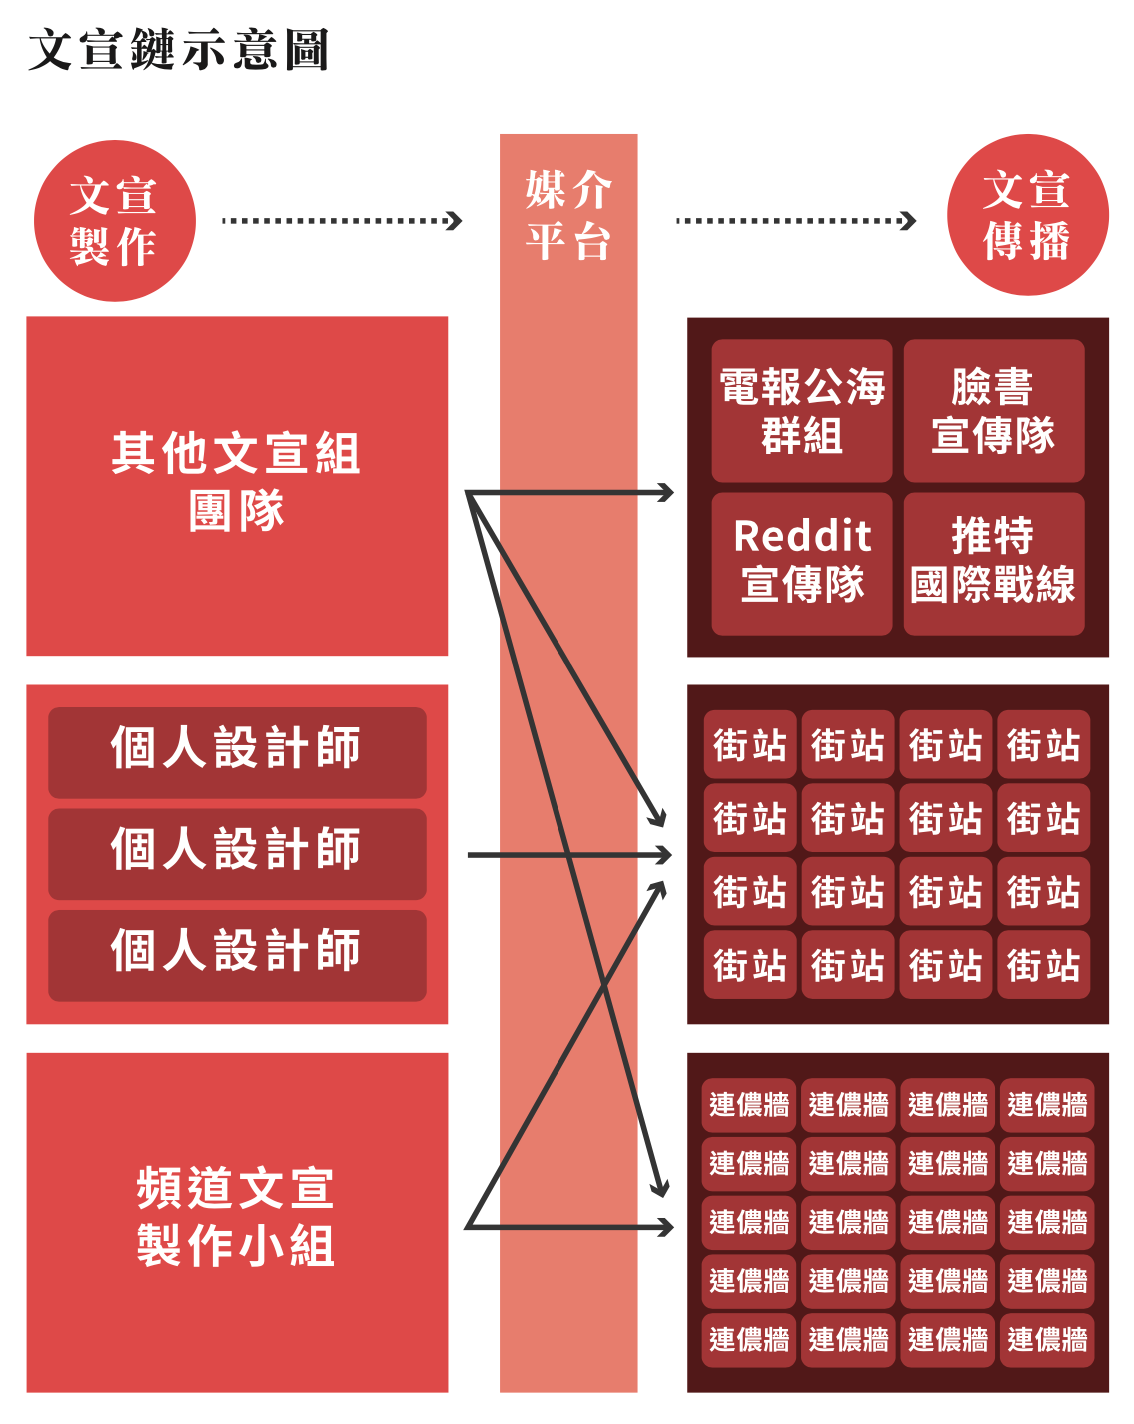 文宣鏈示意圖
文宣
製作
媒介
平台
文宣
傳播
其他文宣組
團隊
電報公海
群組
臉書
宣傳隊
Reddit
宣傳隊
推特
國際戰線
個人設計師
個人設計師
個人設計師
街站 街站 街站 街站
街站 街站 街站 街站
街站 街站 街站 街站
街站 街站 街站 街站
頻道文宣
製作小組
連儂牆 連儂牆 連儂牆 連儂牆
連儂牆 連儂牆 連儂牆 連儂牆
連儂牆 連儂牆 連儂牆 連儂牆
連儂牆 連儂牆 連儂牆 連儂牆
連儂牆 連儂牆 連儂牆 連儂牆